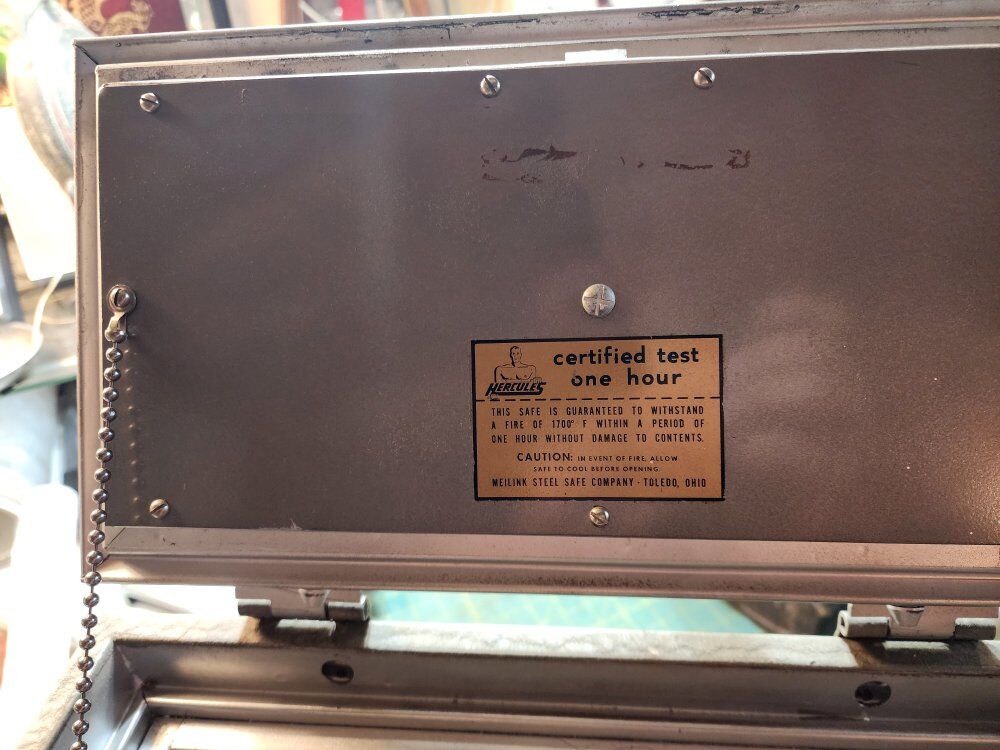 certified test
one hour
HERCULES
THIS SAFE IS GUARANTEED TO WITHSTAND
A FIRE OF 1700° F WITHIN A PERIOD OF
ONE HOUR WITHOUT DAMAGE TO CONTENTS.
CAUTION: IN EVENT OF FIRE, ALLOW
SAFE TO COOL BEFORE OPENING.
MEILINK STEEL SAFE COMPANY - TOLEDO, OHIO